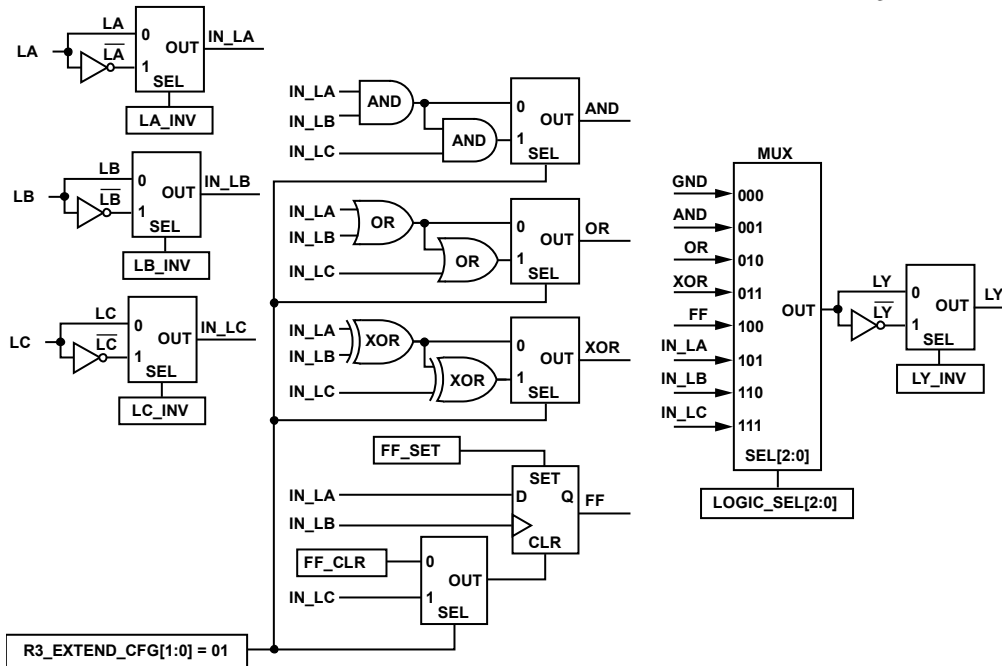 LA
LA
LA
0
1
OUT
SEL
IN_LA
LA_INV
LB
LB
LB
0
1
OUT
SEL
IN_LB
LB_INV
LC
LC
LC
0
1
OUT
SEL
IN_LC
LC_INV
IN_LA
IN_LB
IN_LC
AND
AND
0
1
OUT
SEL
AND
IN_LA
IN_LB
IN_LC
OR
OR
0
1
OUT
SEL
OR
IN_LA
IN_LB
IN_LC
XOR
XOR
0
1
OUT
SEL
XOR
FF_SET
IN_LA
IN_LB
SET
D
Q
CLR
FF
FF_CLR
IN_LC
0
1
OUT
SEL
R3_EXTEND_CFG[1:0] = 01
MUX
GND
000
AND
001
OR
010
XOR
011
FF
100
IN_LA
101
IN_LB
110
IN_LC
111
OUT
SEL[2:0]
LOGIC_SEL[2:0]
LY
LY
0
1
OUT
SEL
LY
LY_INV